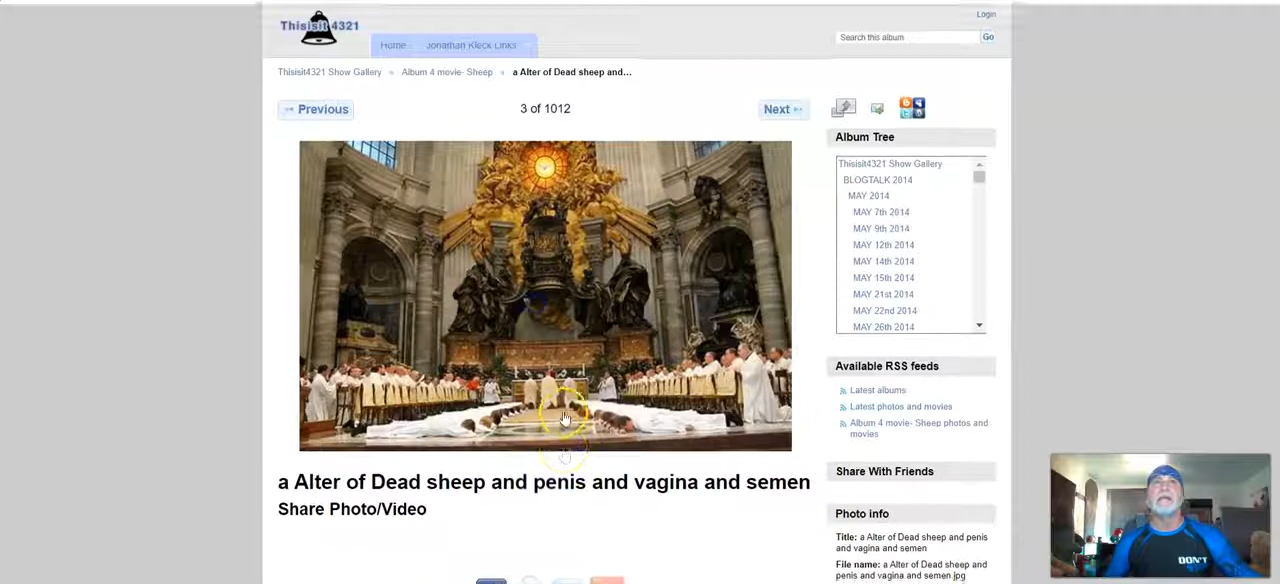 Login
Thisisit 4321
Home
Jonathan Kleck Links
Search this album
Go
Thisisit4321 Show Gallery
Album 4 movie- Sheep
a Alter of Dead sheep and...
Previous
3 of 1012
Next
Album Tree
Thisisit4321 Show Gallery
BLOGTALK 2014
MAY 2014
MAY 7th 2014
MAY 9th 2014
MAY 12th 2014
MAY 14th 2014
MAY 15th 2014
MAY 21st 2014
MAY 22nd 2014
MAY 26th 2014
Available RSS feeds
Latest albums
Latest photos and movies
Album 4 movie- Sheep photos and
movies
Share With Friends
a Alter of Dead sheep and penis and vagina and semen
Share Photo/Video
Photo info
Title: a Alter of Dead sheep and penis
and vagina and semen
File name: a Alter of Dead sheep and
penis and vagina and semen.jpg
DON'T